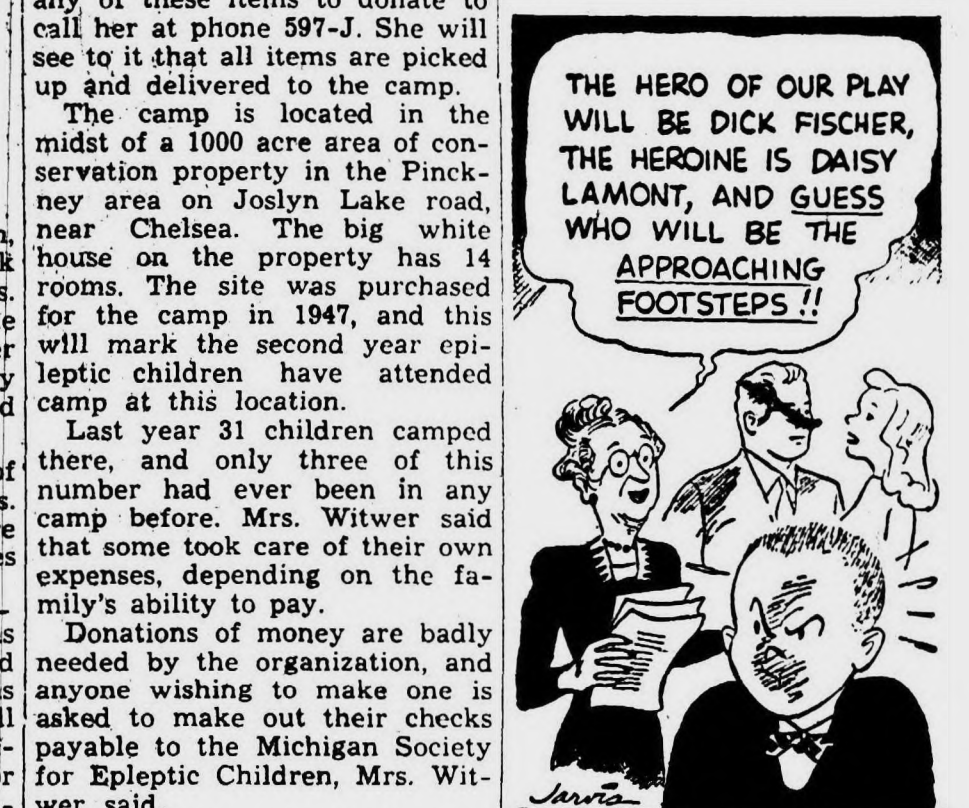 any of these items to donate to
call her at phone 597-J. She will
see to it that all items are picked
up and delivered to the camp.
The camp is located in the
midst of a 1000 acre area of con-
servation property in the Pinck-
ney area on Joslyn Lake road,
near Chelsea. The big white
house on the property has 14
rooms. The site was purchased
for the camp in 1947, and this
will mark the second year epi-
leptic children have attended
camp at this location.
Last year 31 children camped
there, and only three of this
number had ever been in any
camp before. Mrs. Witwer said
that some took care of their own
expenses, depending on the fa-
mily's ability to pay.
Donations of money are badly
needed by the organization, and
anyone wishing to make one is
asked to make out their checks
payable to the Michigan Society
for Epleptic Children, Mrs. Wit-
wer said.
THE HERO OF OUR PLAY
WILL BE DICK FISCHER,
THE HEROINE IS DAISY
LAMONT, AND GUESS
WHO WILL BE THE
APPROACHING
FOOTSTEPS!!
Jarvis